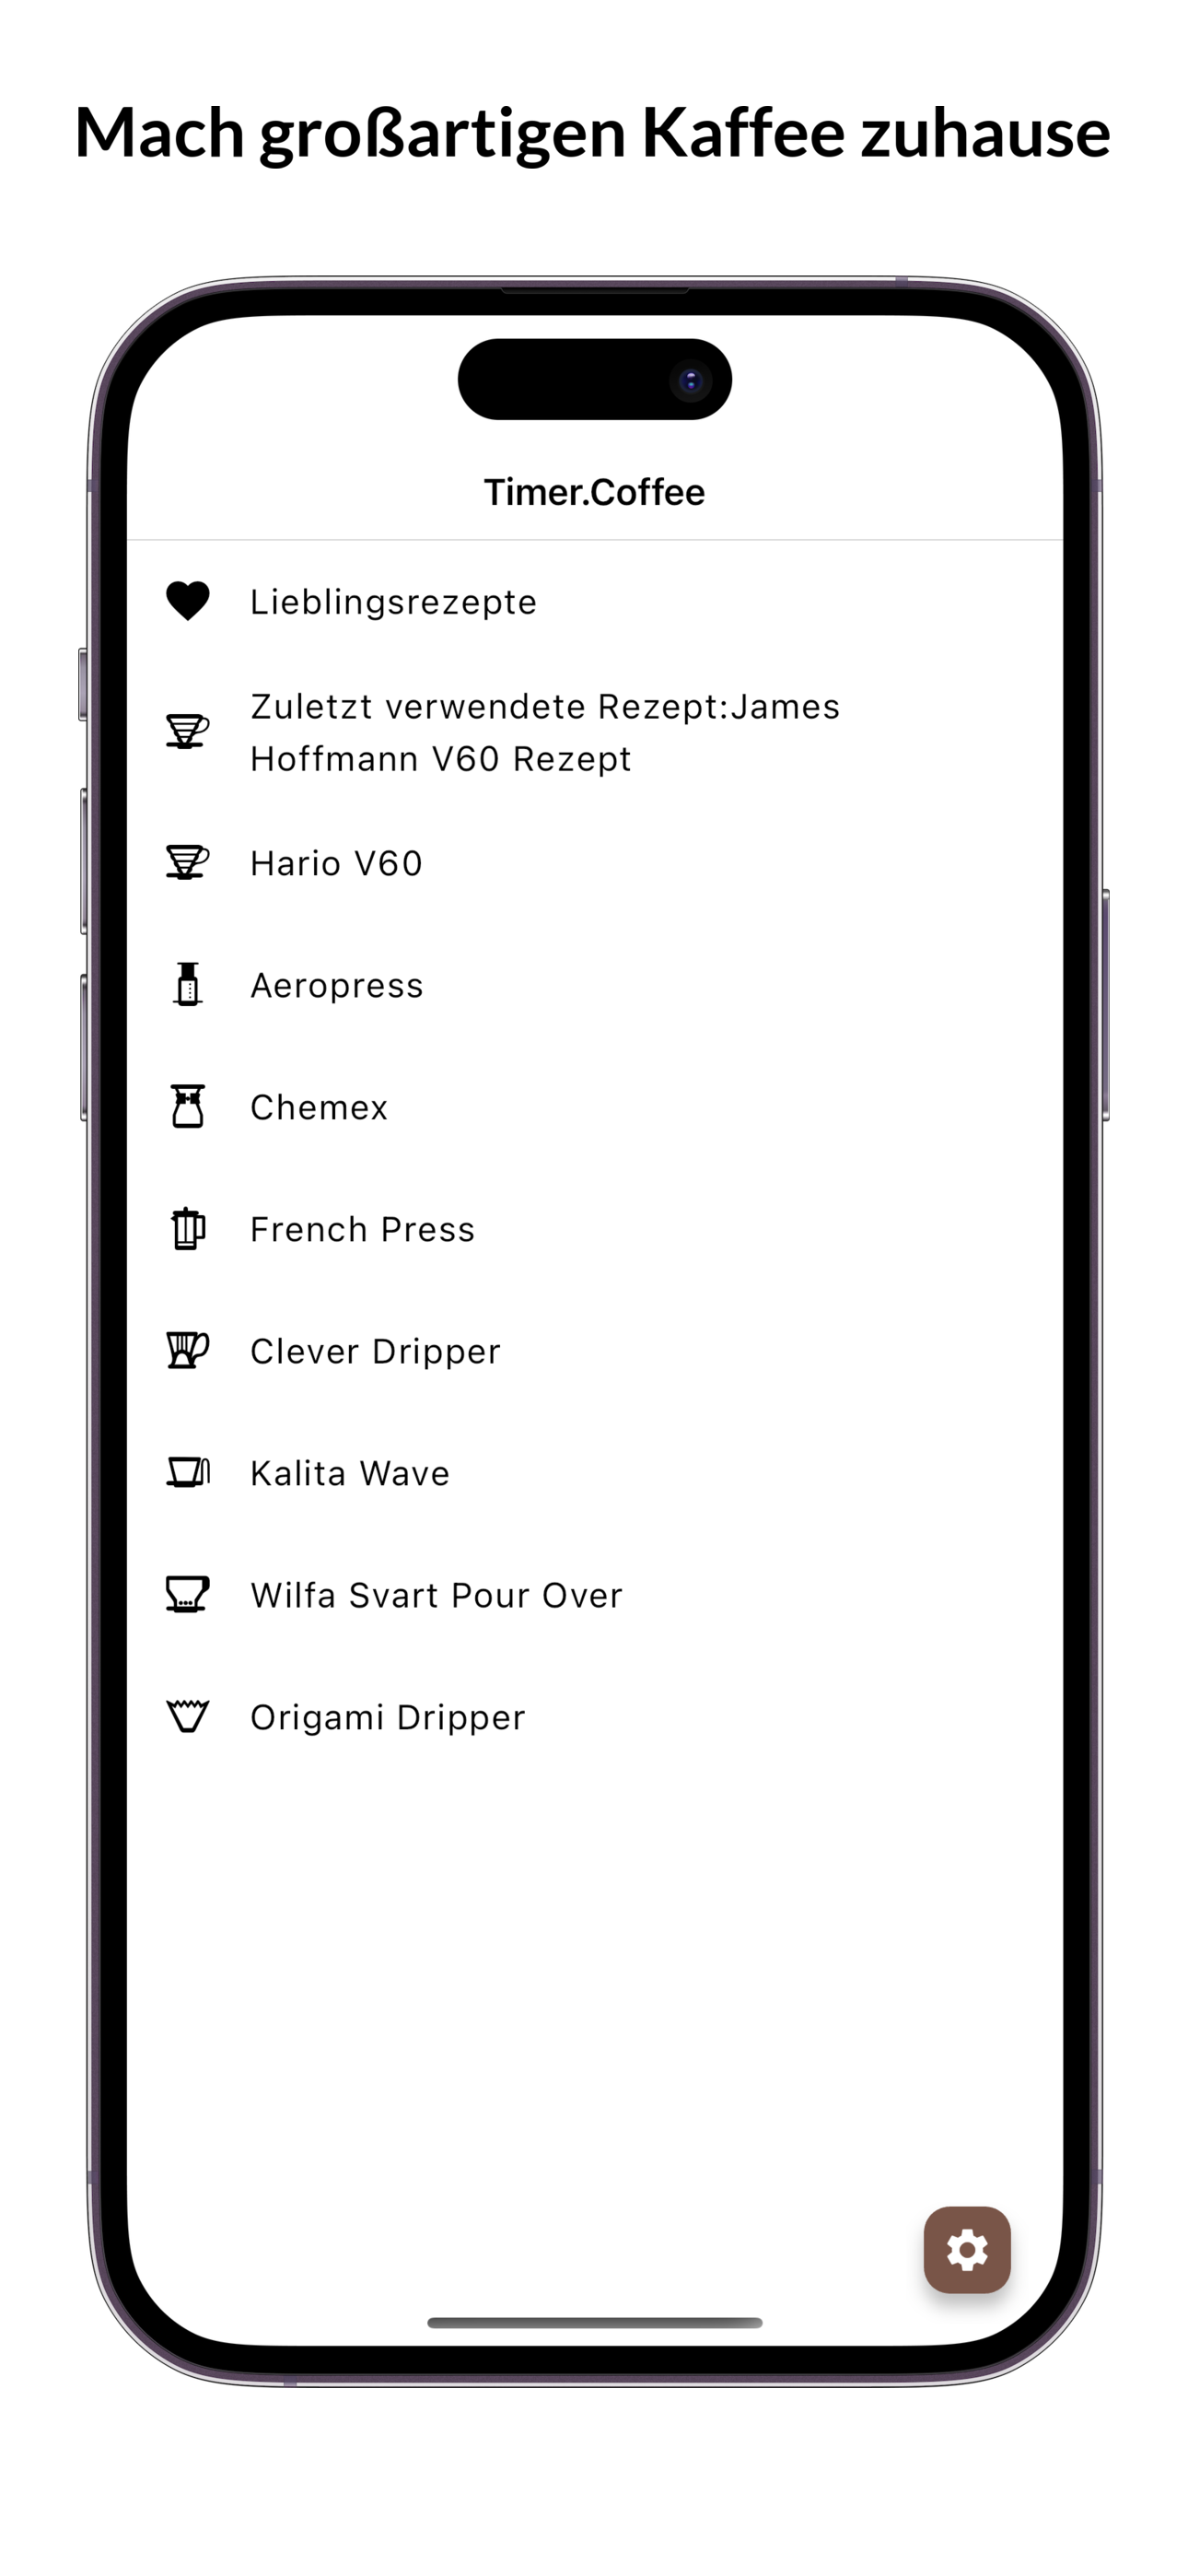 Mach großartigen Kaffee zuhause
Timer.Coffee
Lieblingsrezepte
Zuletzt verwendete Rezept:James
Hoffmann V60 Rezept
Hario V60
Aeropress
Chemex
French Press
Clever Dripper
Kalita Wave
Wilfa Svart Pour Over
Origami Dripper